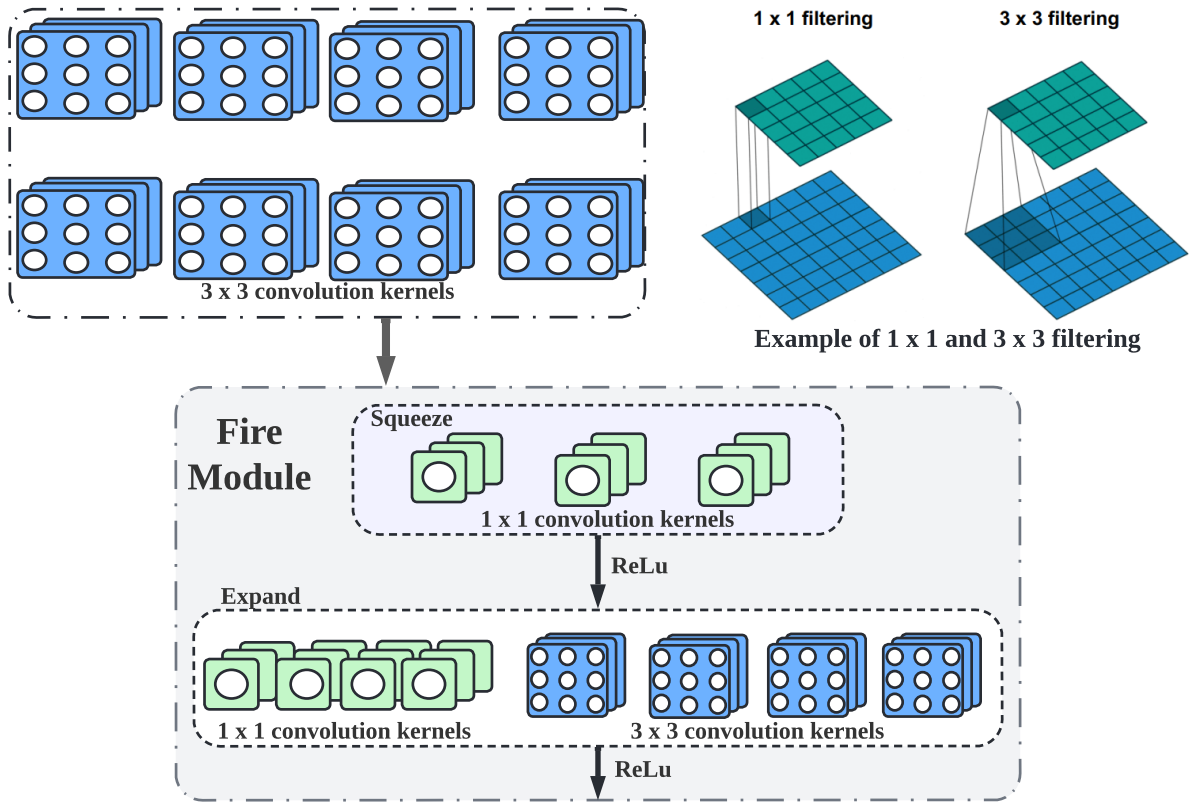 1 x 1 filtering
3 x 3 filtering
3 x 3 convolution kernels
Example of 1 x 1 and 3 x 3 filtering
Fire
Module
Squeeze
1 x 1 convolution kernels
ReLu
Expand
1 x 1 convolution kernels
3 x 3 convolution kernels
ReLu